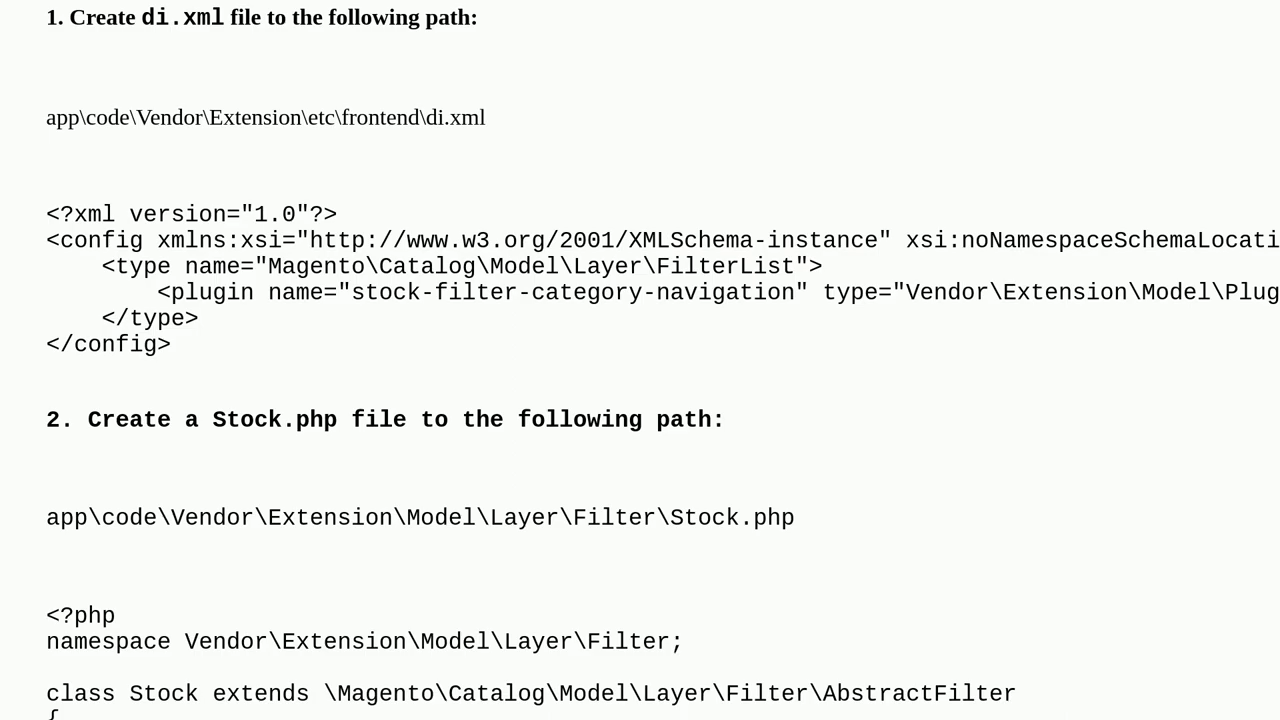 1. Create di.xml file to the following path:
app\code\Vendor\Extension\etc\frontend\di.xml
<?xml version="1.0"?>
<config xmlns:xsi="http://www.w3.org/2001/XMLSchema-instance" xsi:noNamespaceSchemaLocati
    <type name="Magento\Catalog\Model\Layer\FilterList">
        <plugin name="stock-filter-category-navigation" type="Vendor\Extension\Model\Plug
    </type>
</config>
2. Create a Stock.php file to the following path:
app\code\Vendor\Extension\Model\Layer\Filter\Stock.php
<?php
namespace Vendor\Extension\Model\Layer\Filter;
class Stock extends \Magento\Catalog\Model\Layer\Filter\AbstractFilter
{